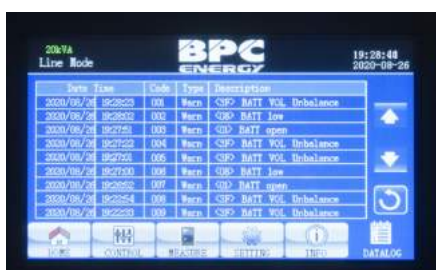 20kVA
Line Mode
BPC
ENERGY
19:28:48
2020-08-26
Date Time Code Type Description
2020/08/26 19:28:23 001 Warn <3F> BATT VOL Unbalance
2020/08/26 19:28:02 002 Warn <08> BATT low
2020/08/26 19:27:51 003 Warn <01> BATT open
2020/08/26 19:27:22 004 Warn <3F> BATT VOL Unbalance
2020/08/26 19:27:01 005 Warn <3F> BATT VOL Unbalance
2020/08/26 19:27:00 006 Warn <08> BATT low
2020/08/26 19:26:52 007 Warn <01> BATT open
2020/08/26 19:22:54 008 Warn <3F> BATT VOL Unbalance
2020/08/26 19:22:33 009 Warn <3F> BATT VOL Unbalance
HOME CONTROL MEASURE SETTING INFO DATALOG